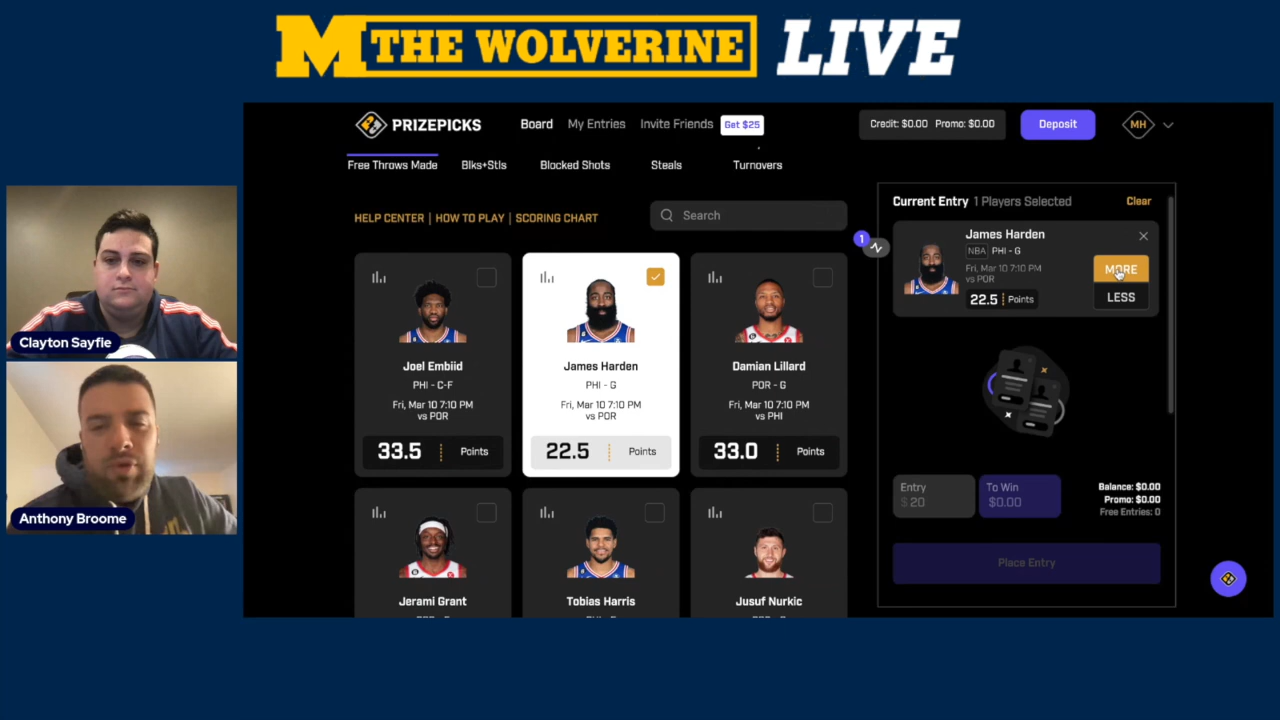 M THE WOLVERINE LIVE
PRIZEPICKS Board My Entries Invite Friends Get $25 Credit: $0.00 Promo: $0.00 Deposit MH
Free Throws Made Blks+Stls Blocked Shots Steals Turnovers
HELP CENTER | HOW TO PLAY | SCORING CHART Search
Joel Embiid
PHI - C-F
Fri, Mar 10 7:10 PM
vs POR
33.5 Points
James Harden
PHI - G
Fri, Mar 10 7:10 PM
vs POR
22.5 Points
Damian Lillard
POR - G
Fri, Mar 10 7:10 PM
vs PHI
33.0 Points
Jerami Grant
Tobias Harris
Jusuf Nurkic
Current Entry 1 Players Selected Clear
1
James Harden
NBA PHI - G
Fri, Mar 10 7:10 PM
vs POR
22.5 Points
MORE
LESS
Entry
$ 20
To Win
$0.00
Balance: $0.00
Promo: $0.00
Free Entries: 0
Place Entry
Clayton Sayfie
Anthony Broome